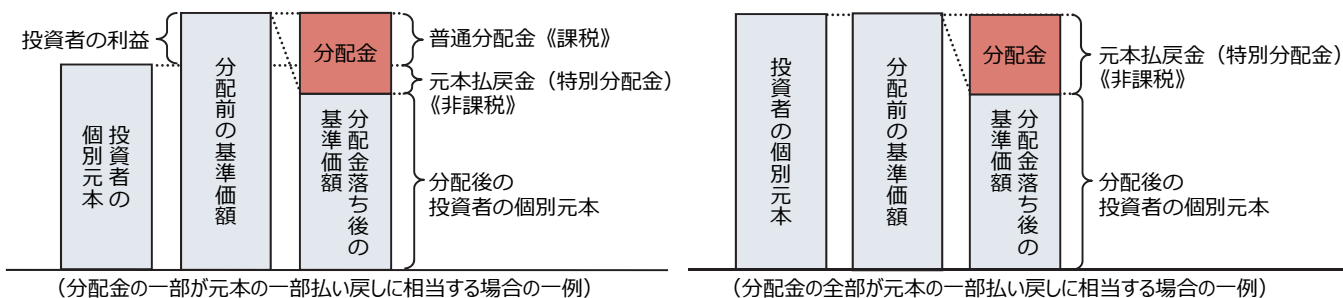 投資者の利益
投資者の
個別元本
分配前の基準価額
分配金
分配金落ち後の
基準価額
普通分配金《課税》
元本払戻金（特別分配金）
《非課税》
分配後の
投資者の個別元本
（分配金の一部が元本の一部払い戻しに相当する場合の一例）
投資者の個別元本
分配前の基準価額
分配金
分配金落ち後の
基準価額
元本払戻金（特別分配金）
《非課税》
分配後の
投資者の個別元本
（分配金の全部が元本の一部払い戻しに相当する場合の一例）